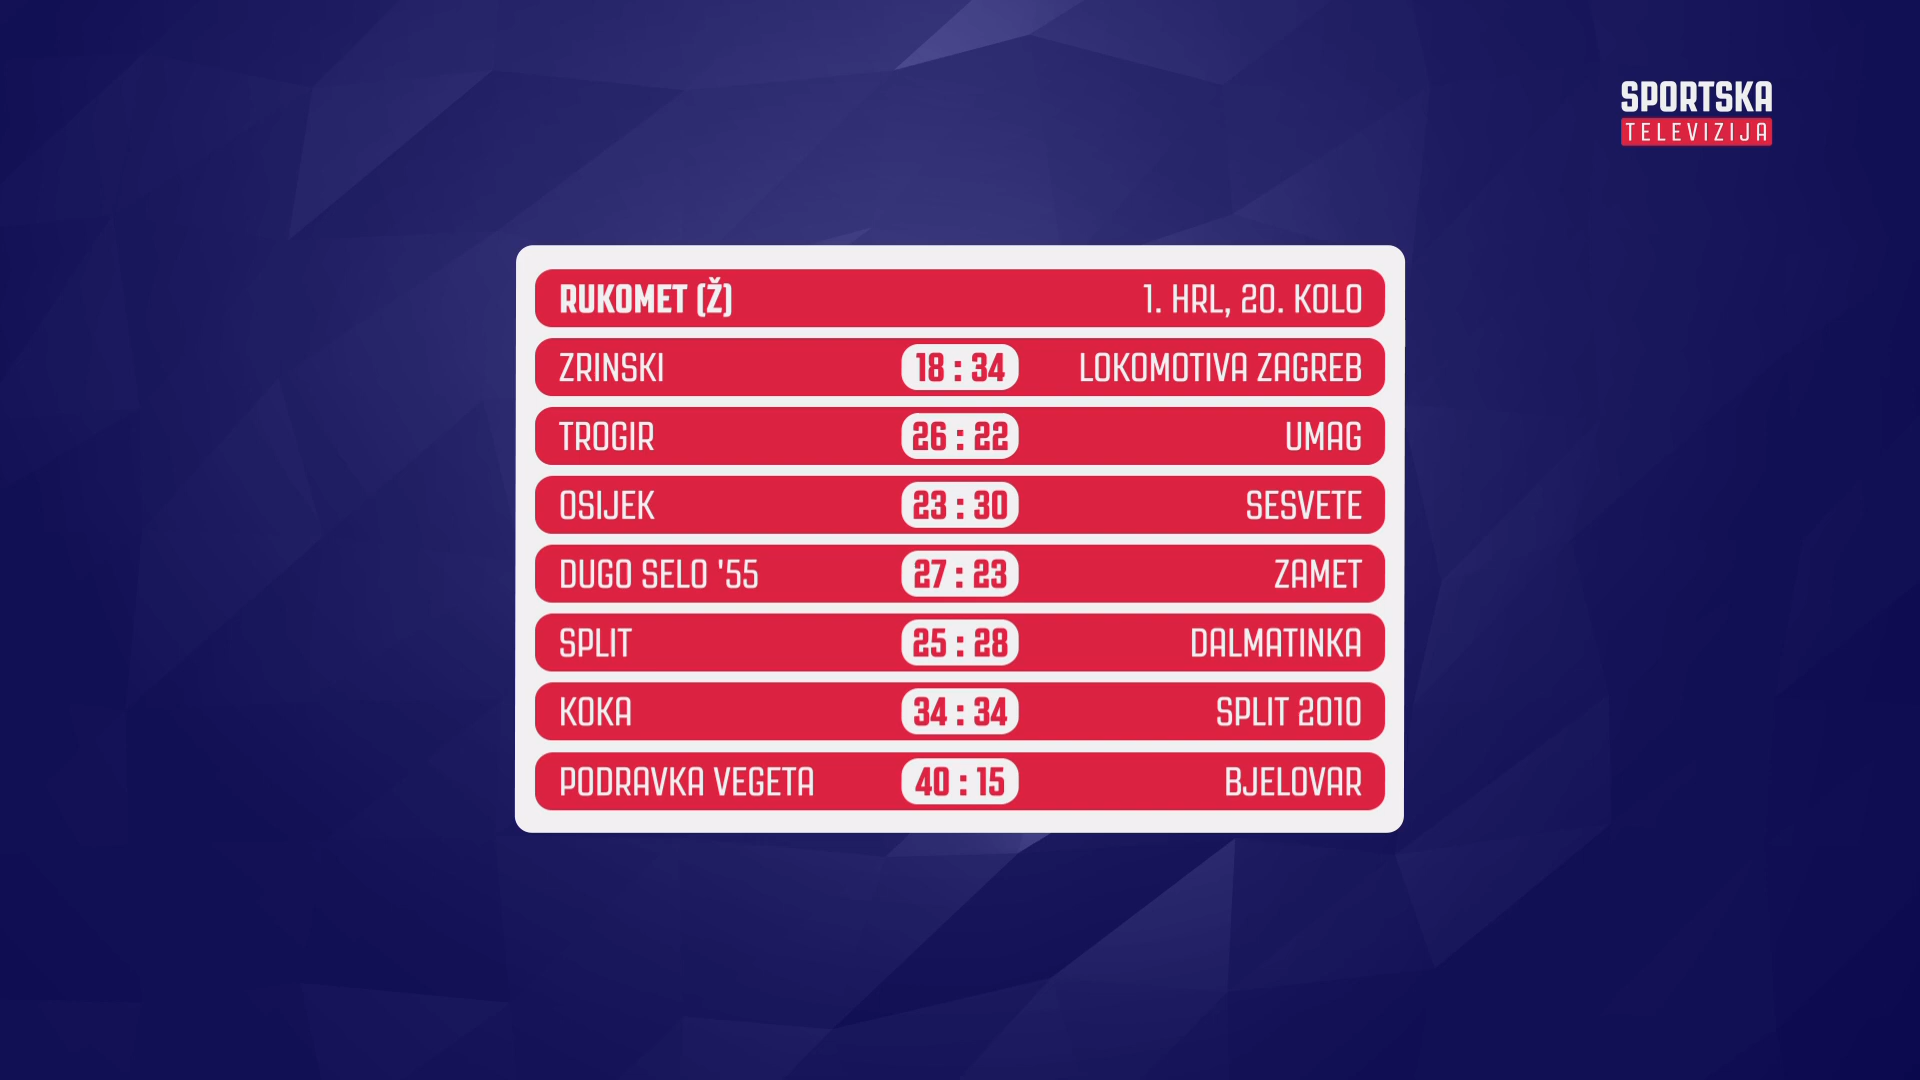 SPORTSKA
TELEVIZIJA
RUKOMET (Ž) 1. HRL, 20. KOLO
ZRINSKI 18 : 34 LOKOMOTIVA ZAGREB
TROGIR 26 : 22 UMAG
OSIJEK 23 : 30 SESVETE
DUGO SELO '55 27 : 23 ZAMET
SPLIT 25 : 28 DALMATINKA
KOKA 34 : 34 SPLIT 2010
PODRAVKA VEGETA 40 : 15 BJELOVAR